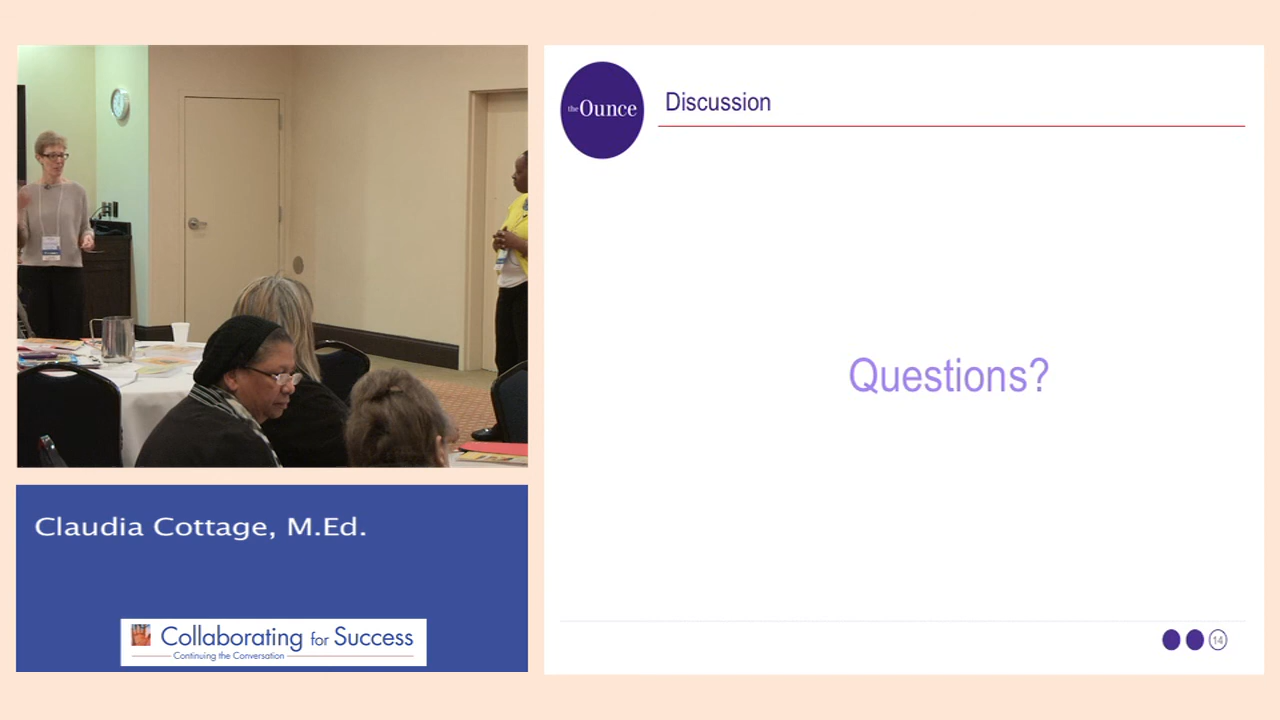 the Ounce
Discussion
Questions?
Claudia Cottage, M.Ed.
Collaborating for Success
Continuing the Conversation
14